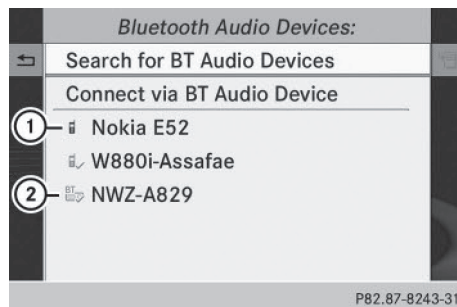 Bluetooth Audio Devices:
Search for BT Audio Devices
Connect via BT Audio Device
1 Nokia E52
W880i-Assafae
2 BT NWZ-A829
P82.87-8243-31